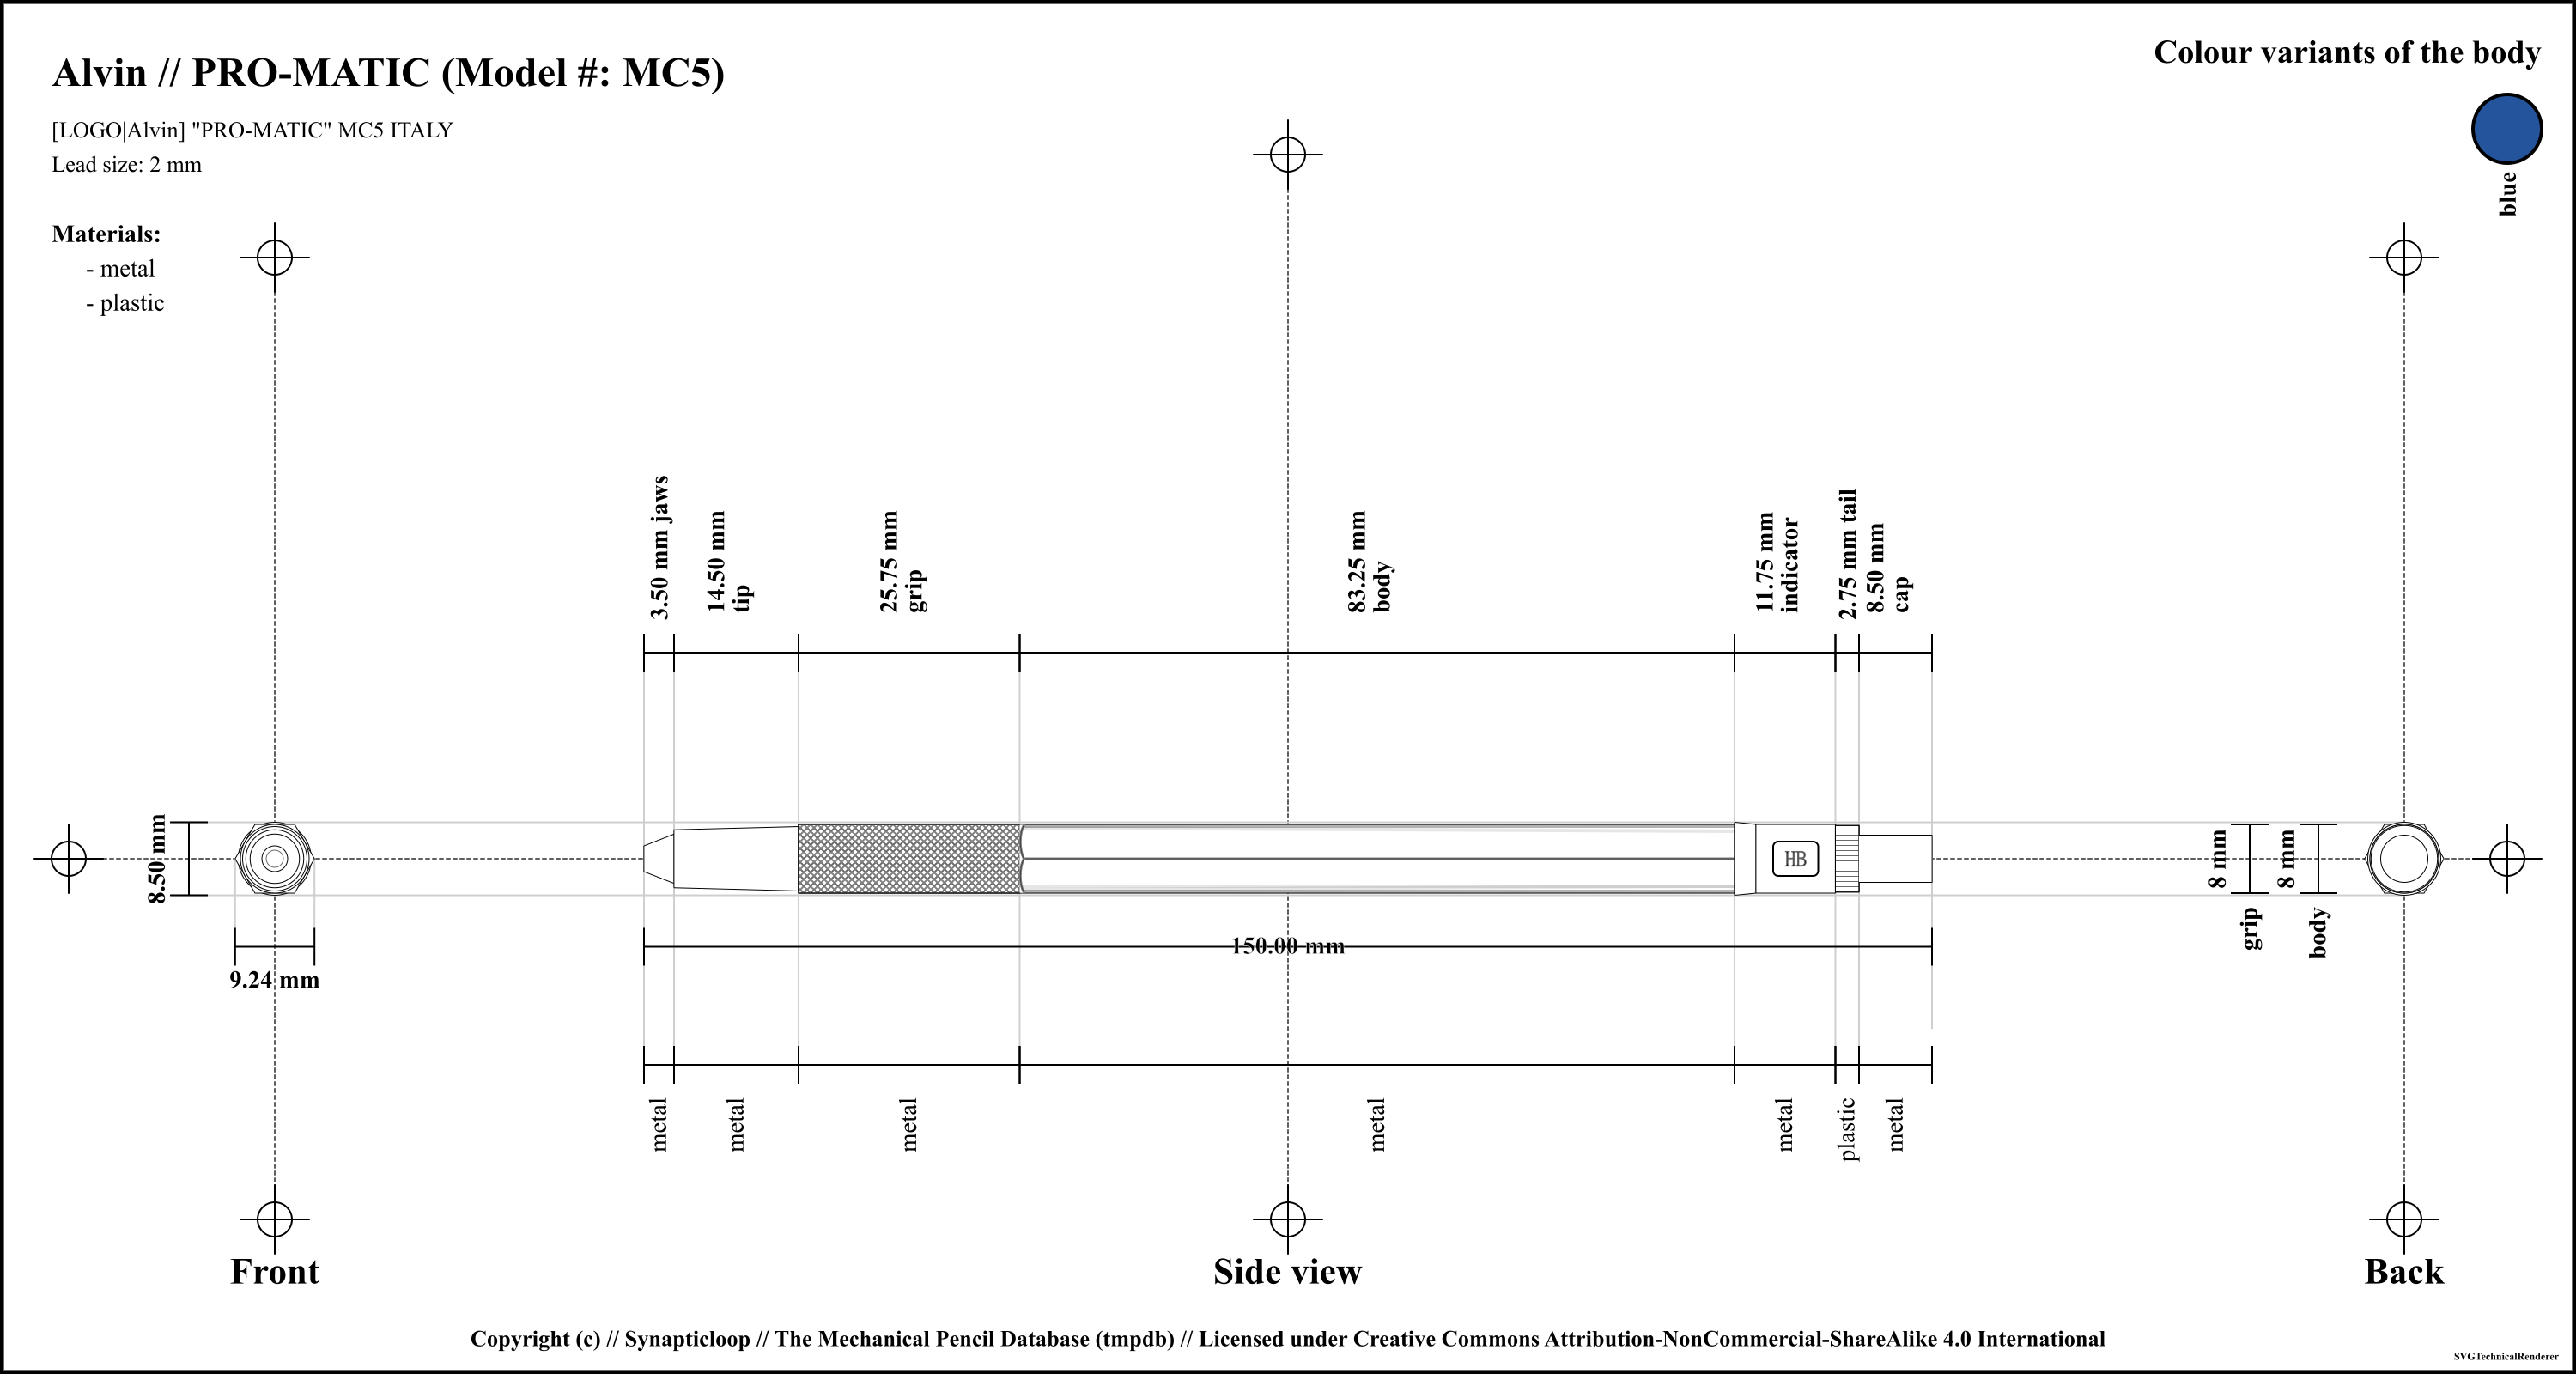 Alvin // PRO-MATIC (Model #: MC5)
[LOGO|Alvin] "PRO-MATIC" MC5 ITALY
Lead size: 2 mm
Materials:
- metal
- plastic
Colour variants of the body
blue
3.50 mm jaws
14.50 mm
tip
25.75 mm
grip
83.25 mm
body
11.75 mm
indicator
2.75 mm tail
8.50 mm
cap
8.50 mm
9.24 mm
HB
150.00 mm
8 mm
grip
8 mm
body
metal
metal
metal
metal
metal
plastic
metal
Front
Side view
Back
Copyright (c) // Synapticloop // The Mechanical Pencil Database (tmpdb) // Licensed under Creative Commons Attribution-NonCommercial-ShareAlike 4.0 International
SVGTechnicalRenderer